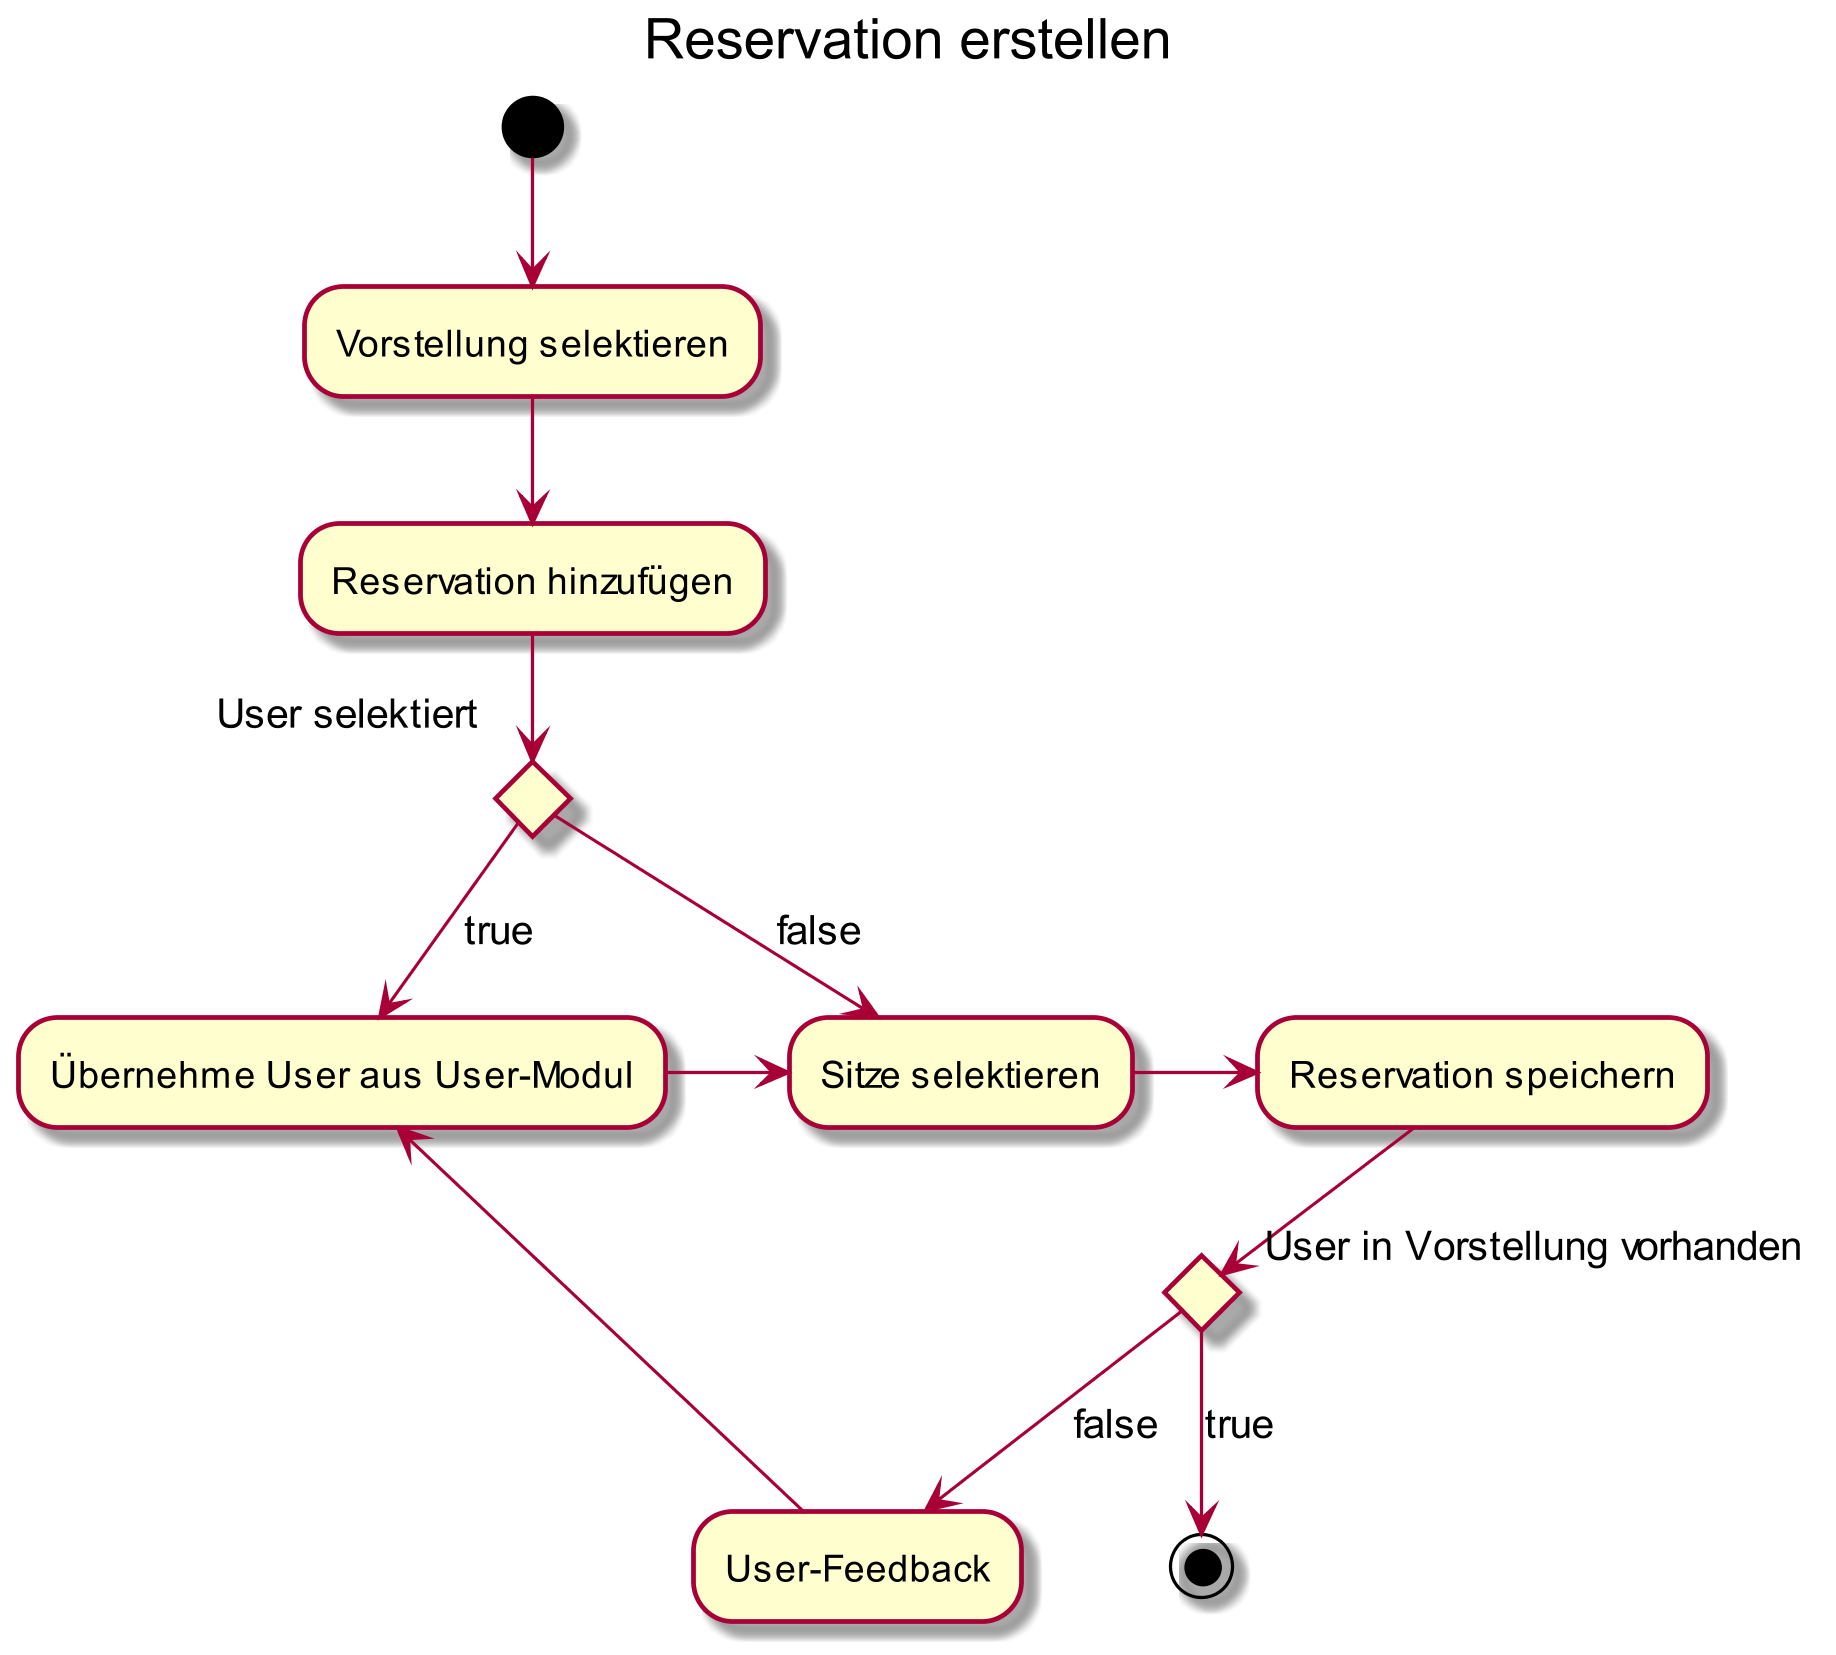 Reservation erstellen
Vorstellung selektieren
Reservation hinzufügen
User selektiert
true
false
Übernehme User aus User-Modul
Sitze selektieren
Reservation speichern
User in Vorstellung vorhanden
false
true
User-Feedback